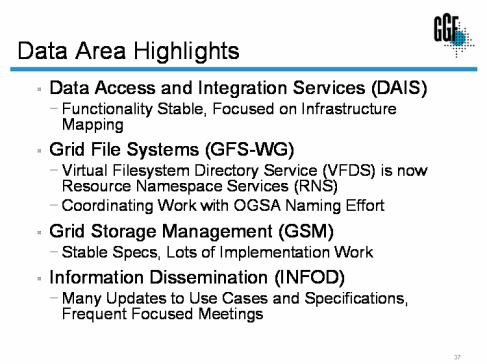 GGF
Data Area Highlights
Data Access and Integration Services (DAIS)
– Functionality Stable, Focused on Infrastructure
Mapping
Grid File Systems (GFS-WG)
– Virtual Filesystem Directory Service (VFDS) is now
Resource Namespace Services (RNS)
– Coordinating Work with OGSA Naming Effort
Grid Storage Management (GSM)
– Stable Specs, Lots of Implementation Work
Information Dissemination (INFOD)
– Many Updates to Use Cases and Specifications,
Frequent Focused Meetings
37